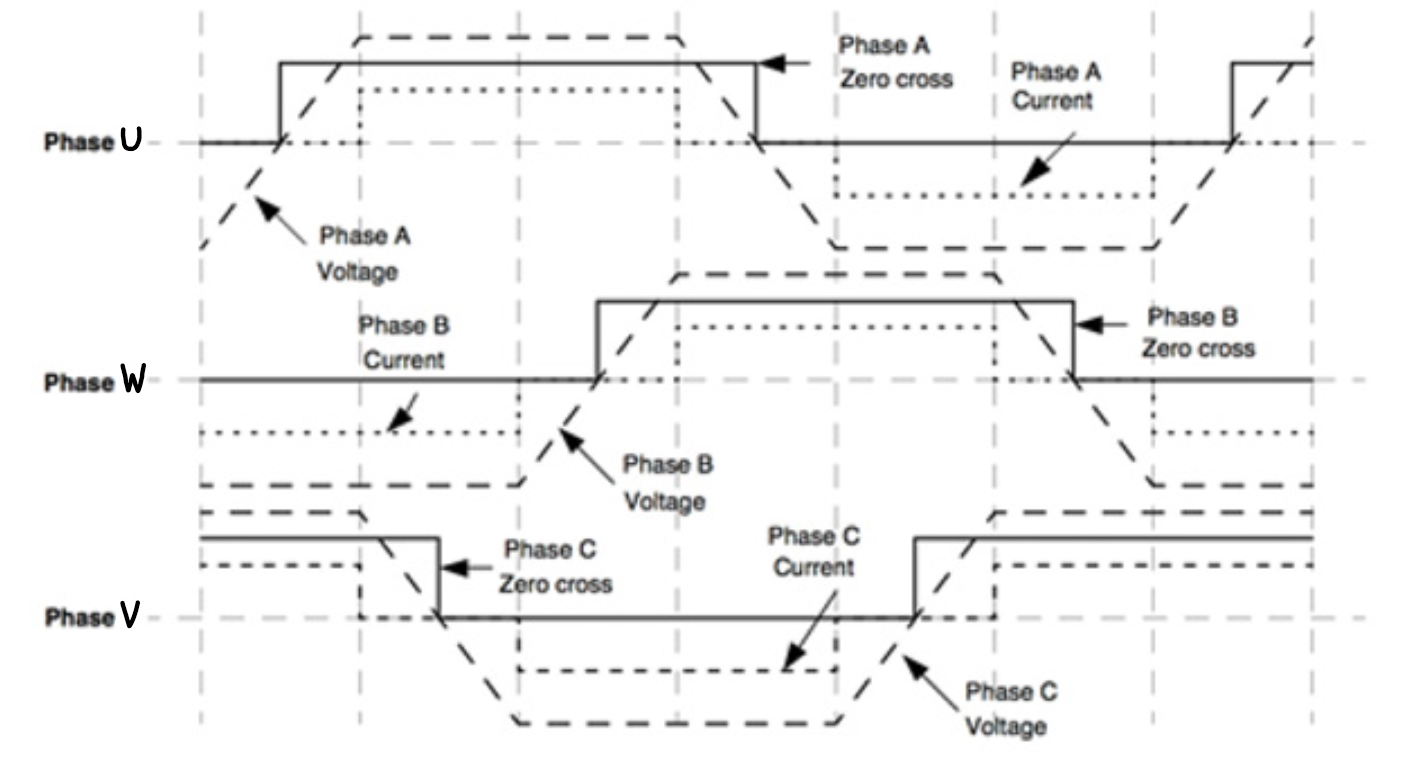 Phase A
Zero cross
Phase A
Current
Phase U
Phase A
Voltage
Phase B
Current
Phase B
Zero cross
Phase W
Phase B
Voltage
Phase C
Zero cross
Phase C
Current
Phase V
Phase C
Voltage